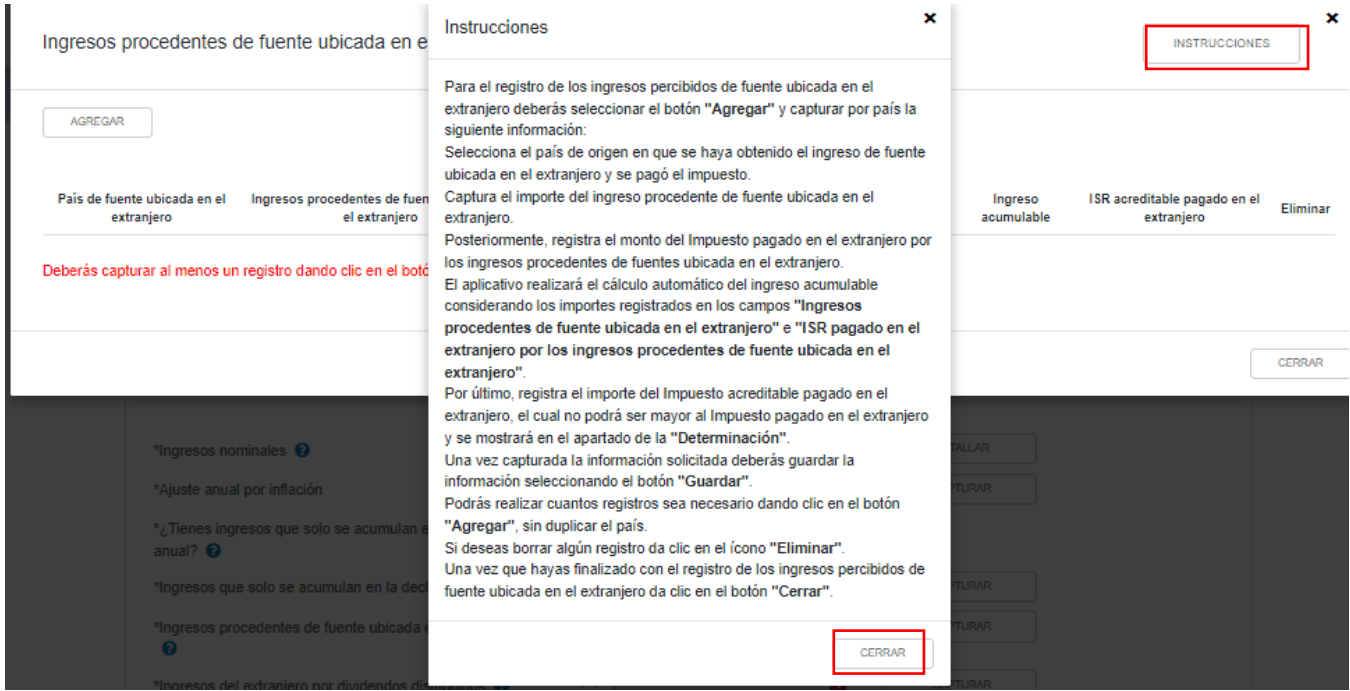 Ingresos procedentes de fuente ubicada en e
INSTRUCCIONES
AGREGAR
País de fuente ubicada en el
extranjero
Ingresos procedentes de fuen
el extranjero
Ingreso
acumulable
ISR acreditable pagado en el
extranjero
Eliminar
Deberás capturar al menos un registro dando clic en el botó
CERRAR
Instrucciones
Para el registro de los ingresos percibidos de fuente ubicada en el
extranjero deberás seleccionar el botón "Agregar" y capturar por país la
siguiente información:
Selecciona el país de origen en que se haya obtenido el ingreso de fuente
ubicada en el extranjero y se pagó el impuesto.
Captura el importe del ingreso procedente de fuente ubicada en el
extranjero.
Posteriormente, registra el monto del Impuesto pagado en el extranjero por
los ingresos procedentes de fuentes ubicada en el extranjero.
El aplicativo realizará el cálculo automático del ingreso acumulable
considerando los importes registrados en los campos "Ingresos
procedentes de fuente ubicada en el extranjero" e "ISR pagado en el
extranjero por los ingresos procedentes de fuente ubicada en el
extranjero".
Por último, registra el importe del Impuesto acreditable pagado en el
extranjero, el cual no podrá ser mayor al Impuesto pagado en el extranjero
y se mostrará en el apartado de la "Determinación".
Una vez capturada la información solicitada deberás guardar la
información seleccionando el botón "Guardar".
Podrás realizar cuantos registros sea necesario dando clic en el botón
"Agregar", sin duplicar el país.
Si deseas borrar algún registro da clic en el ícono "Eliminar".
Una vez que hayas finalizado con el registro de los ingresos percibidos de
fuente ubicada en el extranjero da clic en el botón "Cerrar".
CERRAR
*Ingresos nominales
TALLAR
*Ajuste anual por inflación
PTURAR
*¿Tienes ingresos que solo se acumulan e
anual?
*Ingresos que solo se acumulan en la decl
PTURAR
*Ingresos procedentes de fuente ubicada e
PTURAR
*Ingresos del extranjero por dividendos
PTURAR